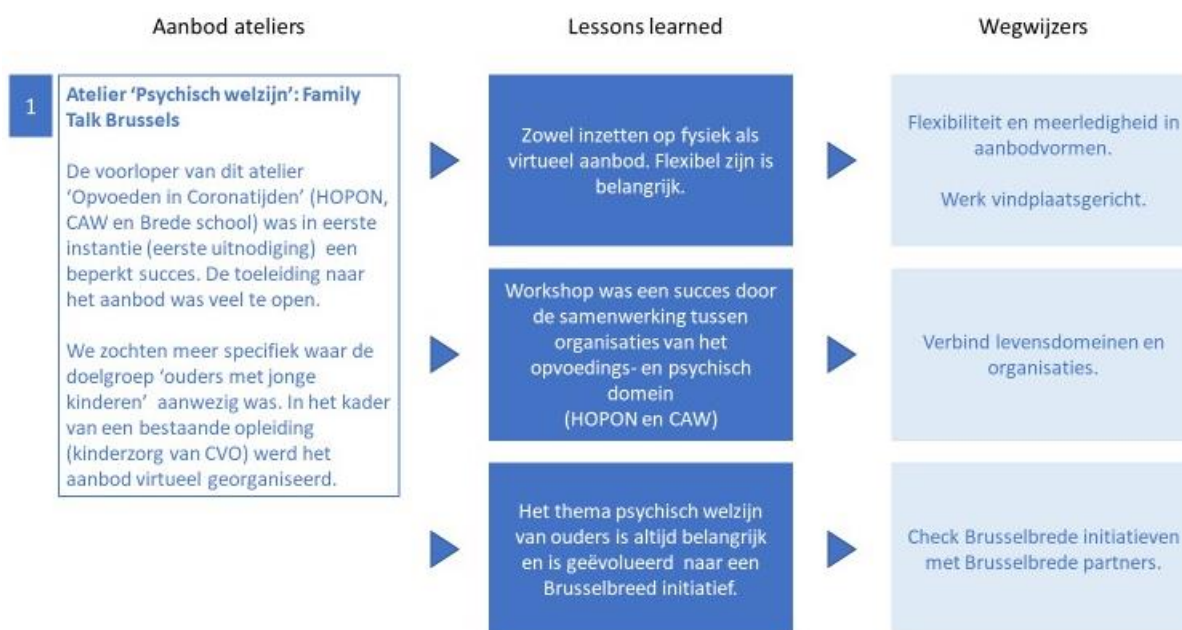 Aanbod ateliers
Lessons learned
Wegwijzers
1
Atelier ‘Psychisch welzijn’: Family
Talk Brussels
De voorloper van dit atelier
‘Opvoeden in Coronatijden’ (HOPON,
CAW en Brede school) was in eerste
instantie (eerste uitnodiging) een
beperkt succes. De toeleiding naar
het aanbod was veel te open.
We zochten meer specifiek waar de
doelgroep ‘ouders met jonge
kinderen’ aanwezig was. In het kader
van een bestaande opleiding
(kinderzorg van CVO) werd het
aanbod virtueel georganiseerd.
Zowel inzetten op fysiek als
virtueel aanbod. Flexibel zijn is
belangrijk.
Flexibiliteit en meerledigheid in
aanbodvormen.
Werk vindplaatsgericht.
Workshop was een succes door
de samenwerking tussen
organisaties van het
opvoedings- en psychisch
domein
(HOPON en CAW)
Verbind levensdomeinen en
organisaties.
Het thema psychisch welzijn
van ouders is altijd belangrijk
en is geëvolueerd naar een
Brusselbreed initiatief.
Check Brusselbrede initiatieven
met Brusselbrede partners.